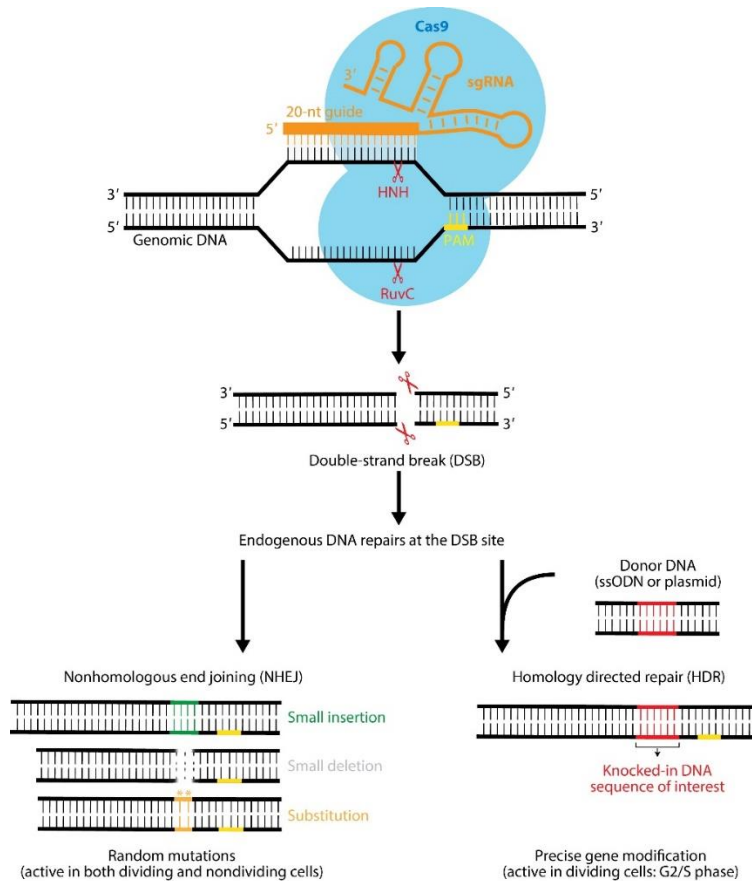 Cas9
3′
sgRNA
20-nt guide
5′
HNH
3′
5′
5′
3′
Genomic DNA
PAM
RuvC
3′
5′
5′
3′
Double-strand break (DSB)
Endogenous DNA repairs at the DSB site
Donor DNA
(ssODN or plasmid)
Nonhomologous end joining (NHEJ)
Homology directed repair (HDR)
Small insertion
Small deletion
Substitution
Knocked-in DNA
sequence of interest
Random mutations
(active in both dividing and nondividing cells)
Precise gene modification
(active in dividing cells: G2/S phase)